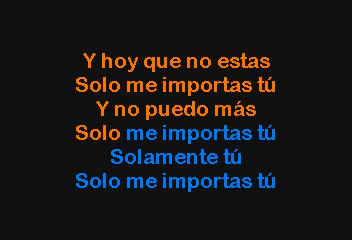 Y hoy que no estas
Solo me importas tú
Y no puedo más
Solo me importas tú
Solamente tú
Solo me importas tú